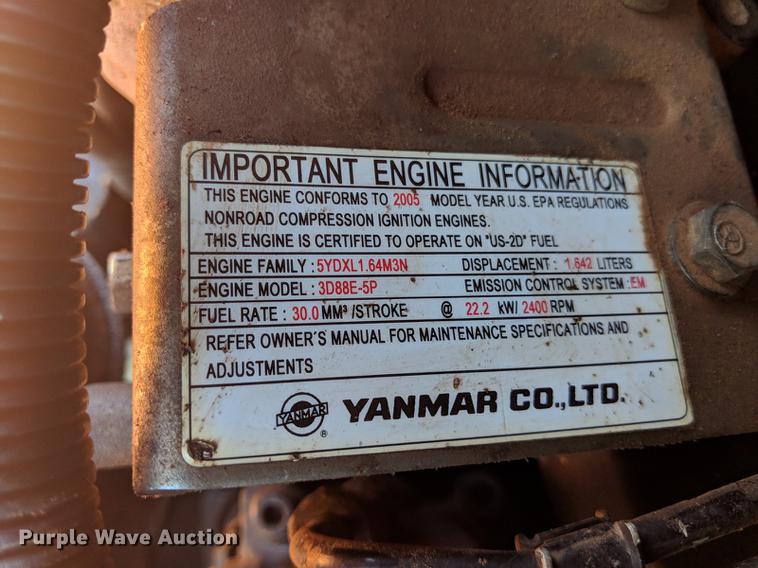 IMPORTANT ENGINE INFORMATION
THIS ENGINE CONFORMS TO 2005 MODEL YEAR U.S. EPA REGULATIONS
NONROAD COMPRESSION IGNITION ENGINES.
THIS ENGINE IS CERTIFIED TO OPERATE ON "US-2D" FUEL
ENGINE FAMILY : 5YDXL1.64M3N DISPLACEMENT : 1.642 LITERS
ENGINE MODEL : 3D88E-5P EMISSION CONTROL SYSTEM : EM
FUEL RATE : 30.0 MM³ /STROKE @ 22.2 kW/ 2400 RPM
REFER OWNER'S MANUAL FOR MAINTENANCE SPECIFICATIONS AND
ADJUSTMENTS
YANMAR ® YANMAR CO.,LTD.
Purple Wave Auction